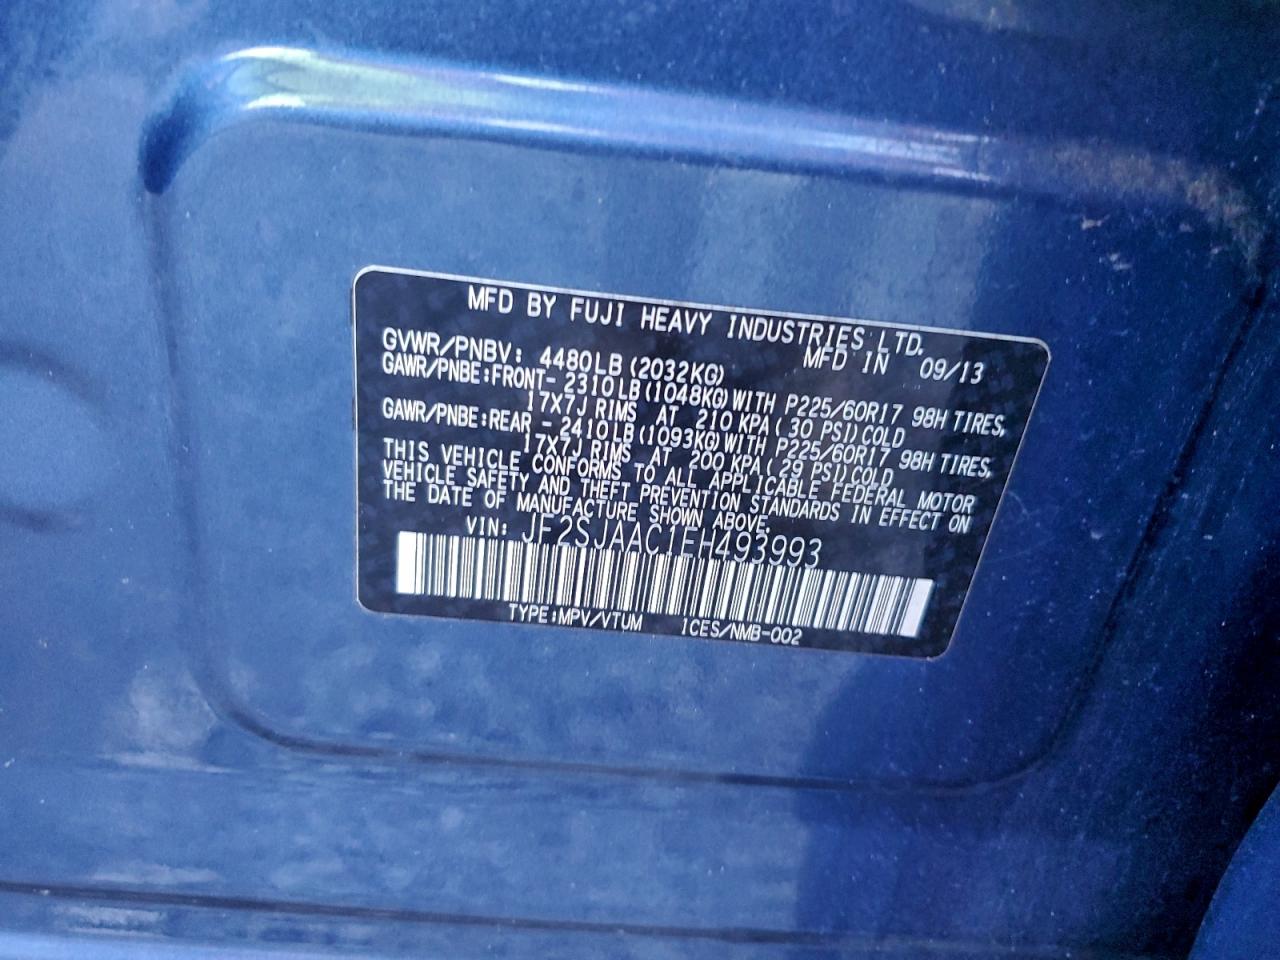 MFD BY FUJI HEAVY INDUSTRIES LTD.
GVWR/PNBV: 4480LB (2032KG) MFD IN 09/13
GAWR/PNBE:FRONT- 2310LB(1048KG)WITH P225/60R17 98H TIRES,
17X7J RIMS AT 210 KPA(30 PSI)COLD
GAWR/PNBE:REAR - 2410LB(1093KG)WITH P225/60R17 98H TIRES,
17X7J RIMS AT 200 KPA(29 PSI)COLD
THIS VEHICLE CONFORMS TO ALL APPLICABLE FEDERAL MOTOR
VEHICLE SAFETY AND THEFT PREVENTION STANDARDS IN EFFECT ON
THE DATE OF MANUFACTURE SHOWN ABOVE.
VIN: JF2SJAAC1EH493993
TYPE:MPV/VTUM ICES/NMB-002